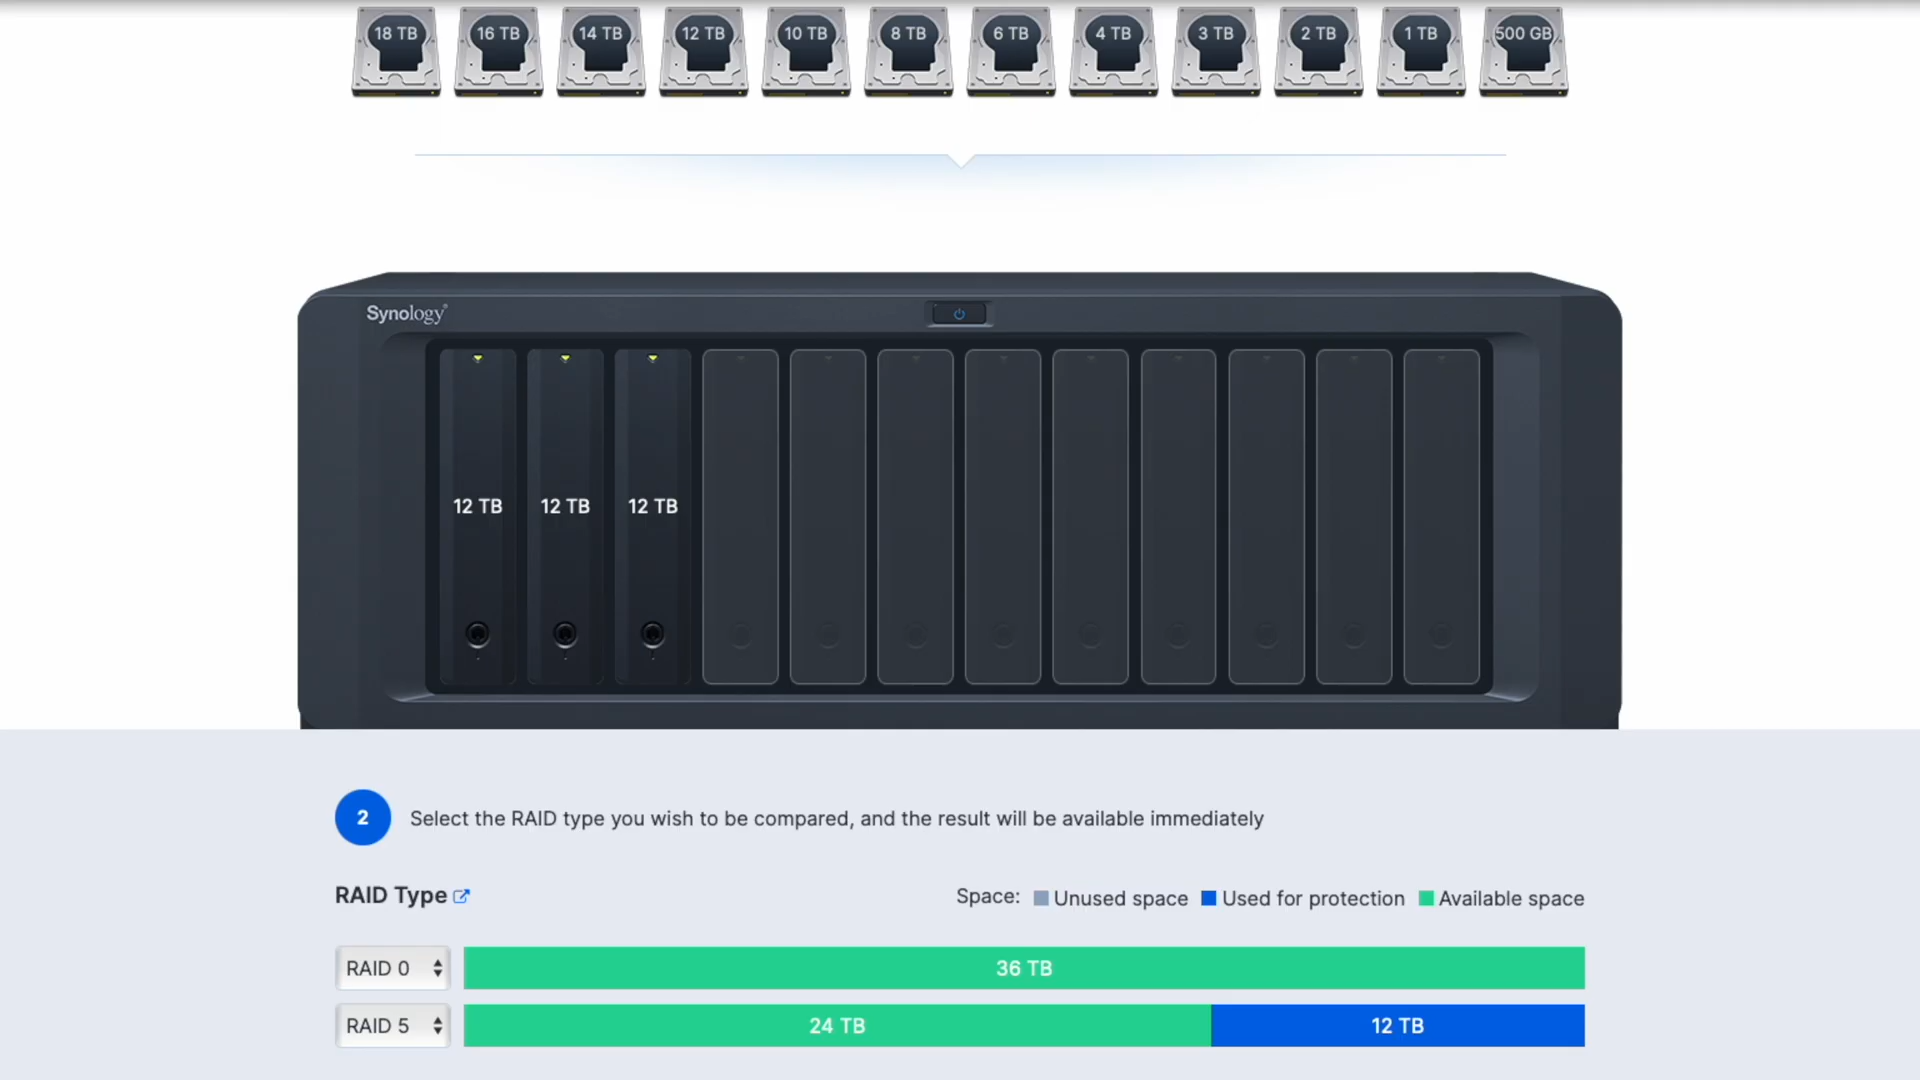 18 TB 16 TB 14 TB 12 TB 10 TB 8 TB 6 TB 4 TB 3 TB 2 TB 1 TB 500 GB
Synology
12 TB 12 TB 12 TB
2 Select the RAID type you wish to be compared, and the result will be available immediately
RAID Type Space: Unused space Used for protection Available space
RAID 0 36 TB
RAID 5 24 TB 12 TB